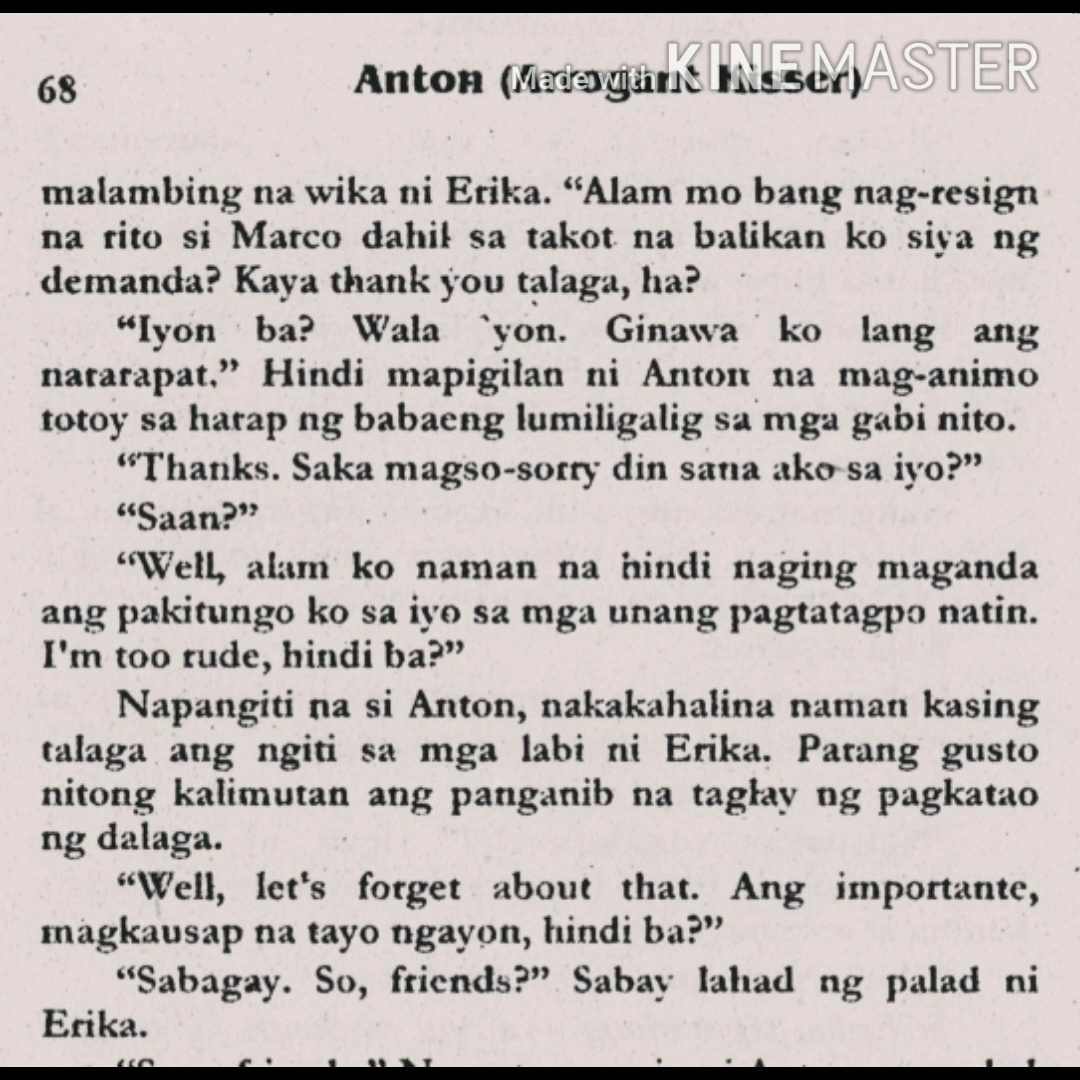 68
Anton (Arrogant Kisser)
Made with KINEMASTER
malambing na wika ni Erika. “Alam mo bang nag-resign
na rito si Marco dahil sa takot na balikan ko siya ng
demanda? Kaya thank you talaga, ha?
“Iyon ba? Wala `yon. Ginawa ko lang ang
nararapat.” Hindi mapigilan ni Anton na mag-animo
totoy sa harap ng babaeng lumiligalig sa mga gabi nito.
“Thanks. Saka magso-sorry din sana ako sa iyo?”
“Saan?”
“Well, alam ko naman na hindi naging maganda
ang pakitungo ko sa iyo sa mga unang pagtatagpo natin.
I'm too rude, hindi ba?”
Napangiti na si Anton, nakakahalina naman kasing
talaga ang ngiti sa mga labi ni Erika. Parang gusto
nitong kalimutan ang panganib na taglay ng pagkatao
ng dalaga.
“Well, let's forget about that. Ang importante,
magkausap na tayo ngayon, hindi ba?”
“Sabagay. So, friends?” Sabay lahad ng palad ni
Erika.